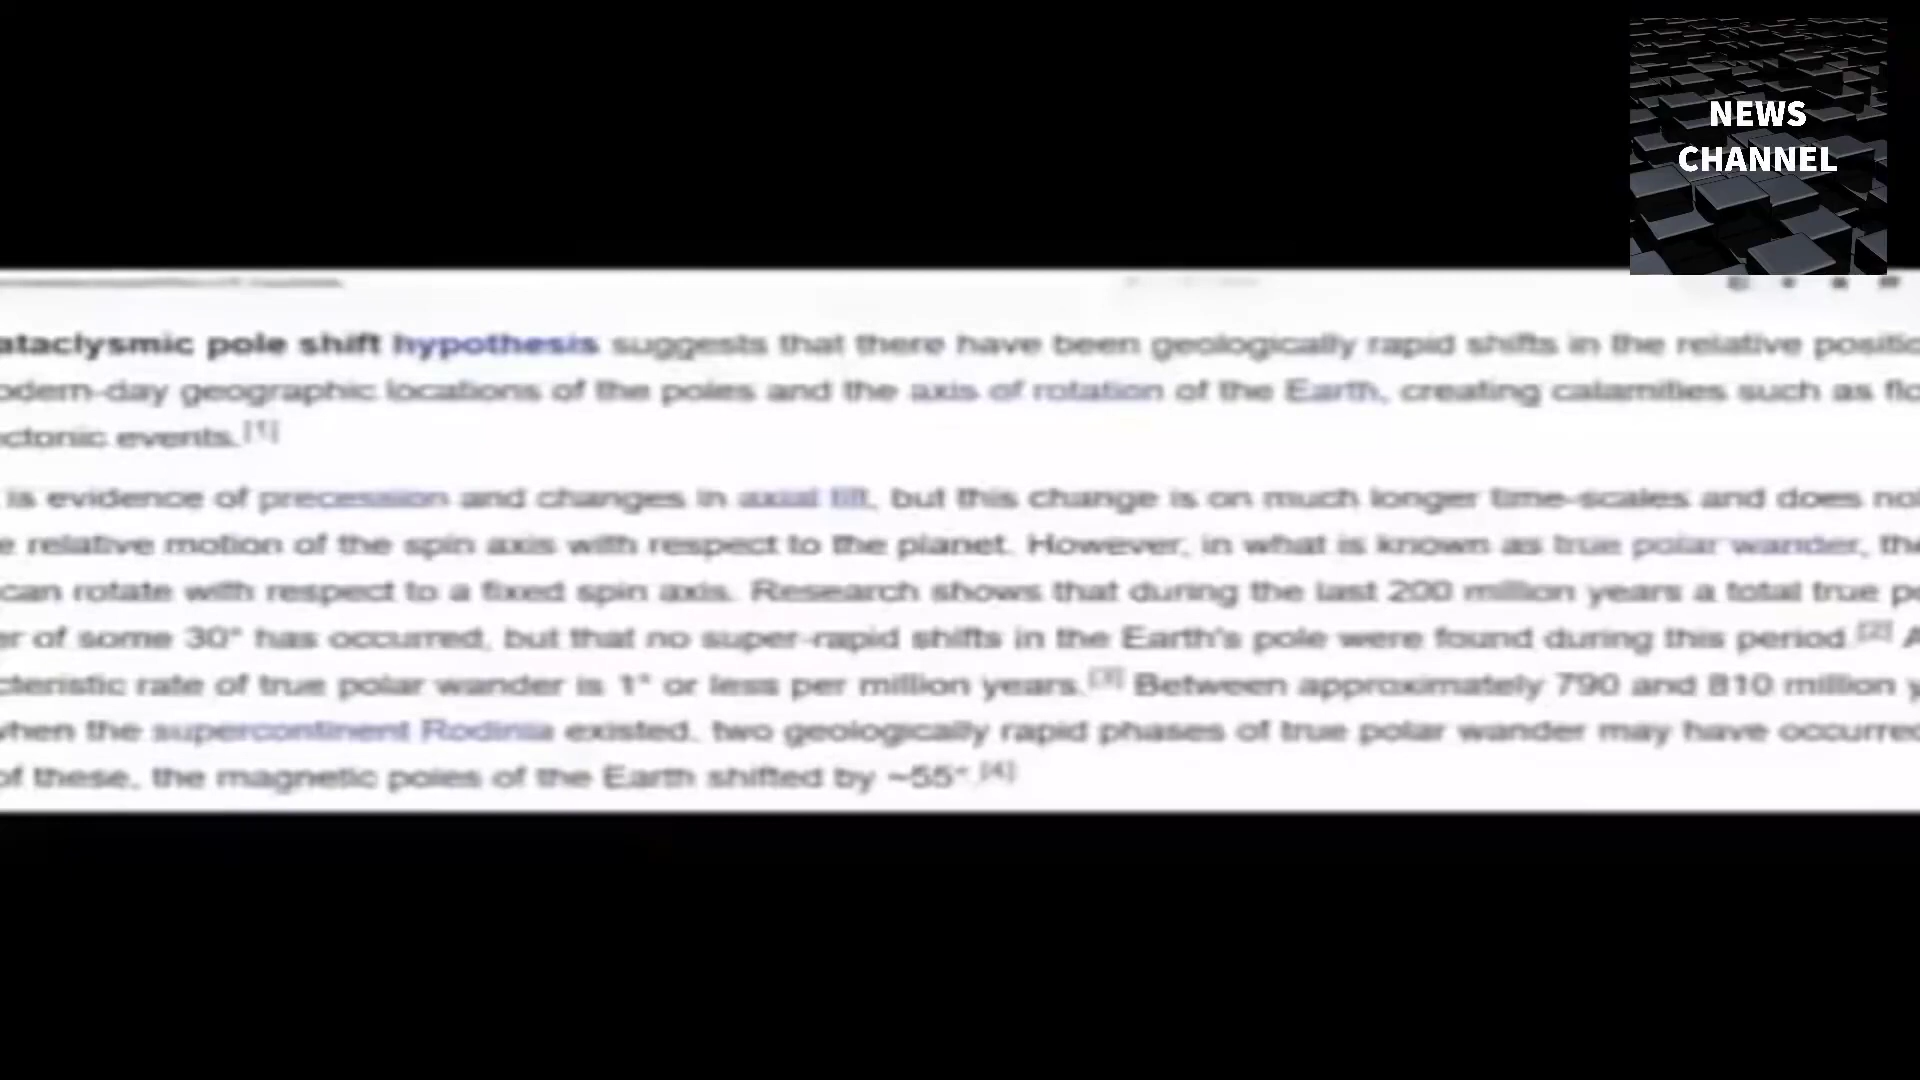 NEWS
CHANNEL
ataclysmic pole shift hypothesis suggests that there have been geologically rapid shifts in the relative positio
odern-day geographic locations of the poles and the axis of rotation of the Earth, creating calamities such as flo
ectonic events.[1]
is evidence of precession and changes in axial tilt, but this change is on much longer time-scales and does not
e relative motion of the spin axis with respect to the planet. However, in what is known as true polar wander, the
can rotate with respect to a fixed spin axis. Research shows that during the last 200 million years a total true po
er of some 30° has occurred, but that no super-rapid shifts in the Earth's pole were found during this period.[2] A
cteristic rate of true polar wander is 1° or less per million years.[3] Between approximately 790 and 810 million y
when the supercontinent Rodinia existed, two geologically rapid phases of true polar wander may have occurred
of these, the magnetic poles of the Earth shifted by ~55°.[4]